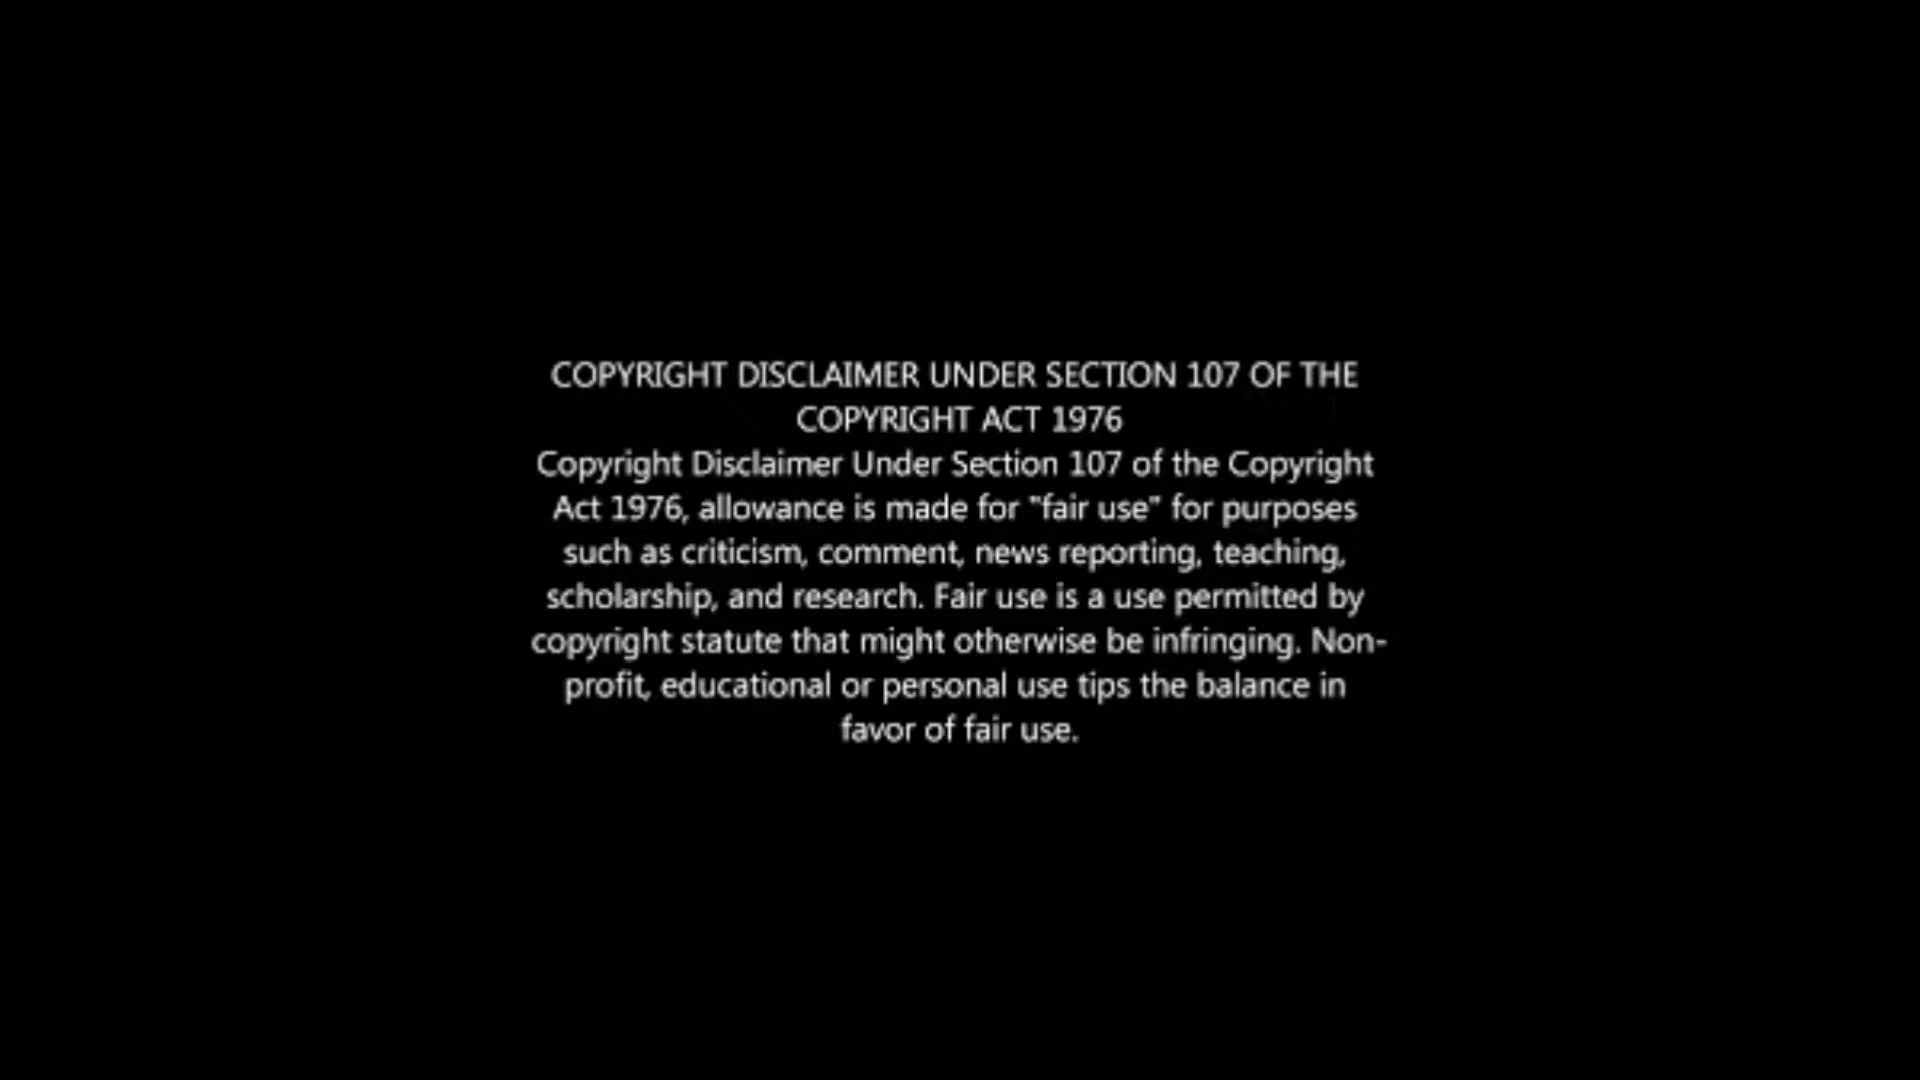 COPYRIGHT DISCLAIMER UNDER SECTION 107 OF THE
COPYRIGHT ACT 1976
Copyright Disclaimer Under Section 107 of the Copyright
Act 1976, allowance is made for "fair use" for purposes
such as criticism, comment, news reporting, teaching,
scholarship, and research. Fair use is a use permitted by
copyright statute that might otherwise be infringing. Non-
profit, educational or personal use tips the balance in
favor of fair use.